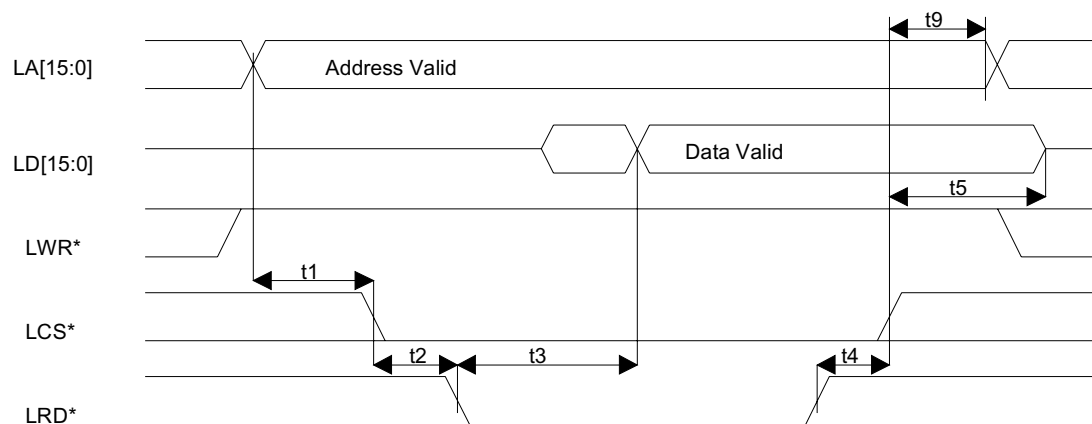 t9
LA[15:0]
Address Valid
LD[15:0]
Data Valid
t5
LWR*
t1
LCS*
t2
t3
t4
LRD*